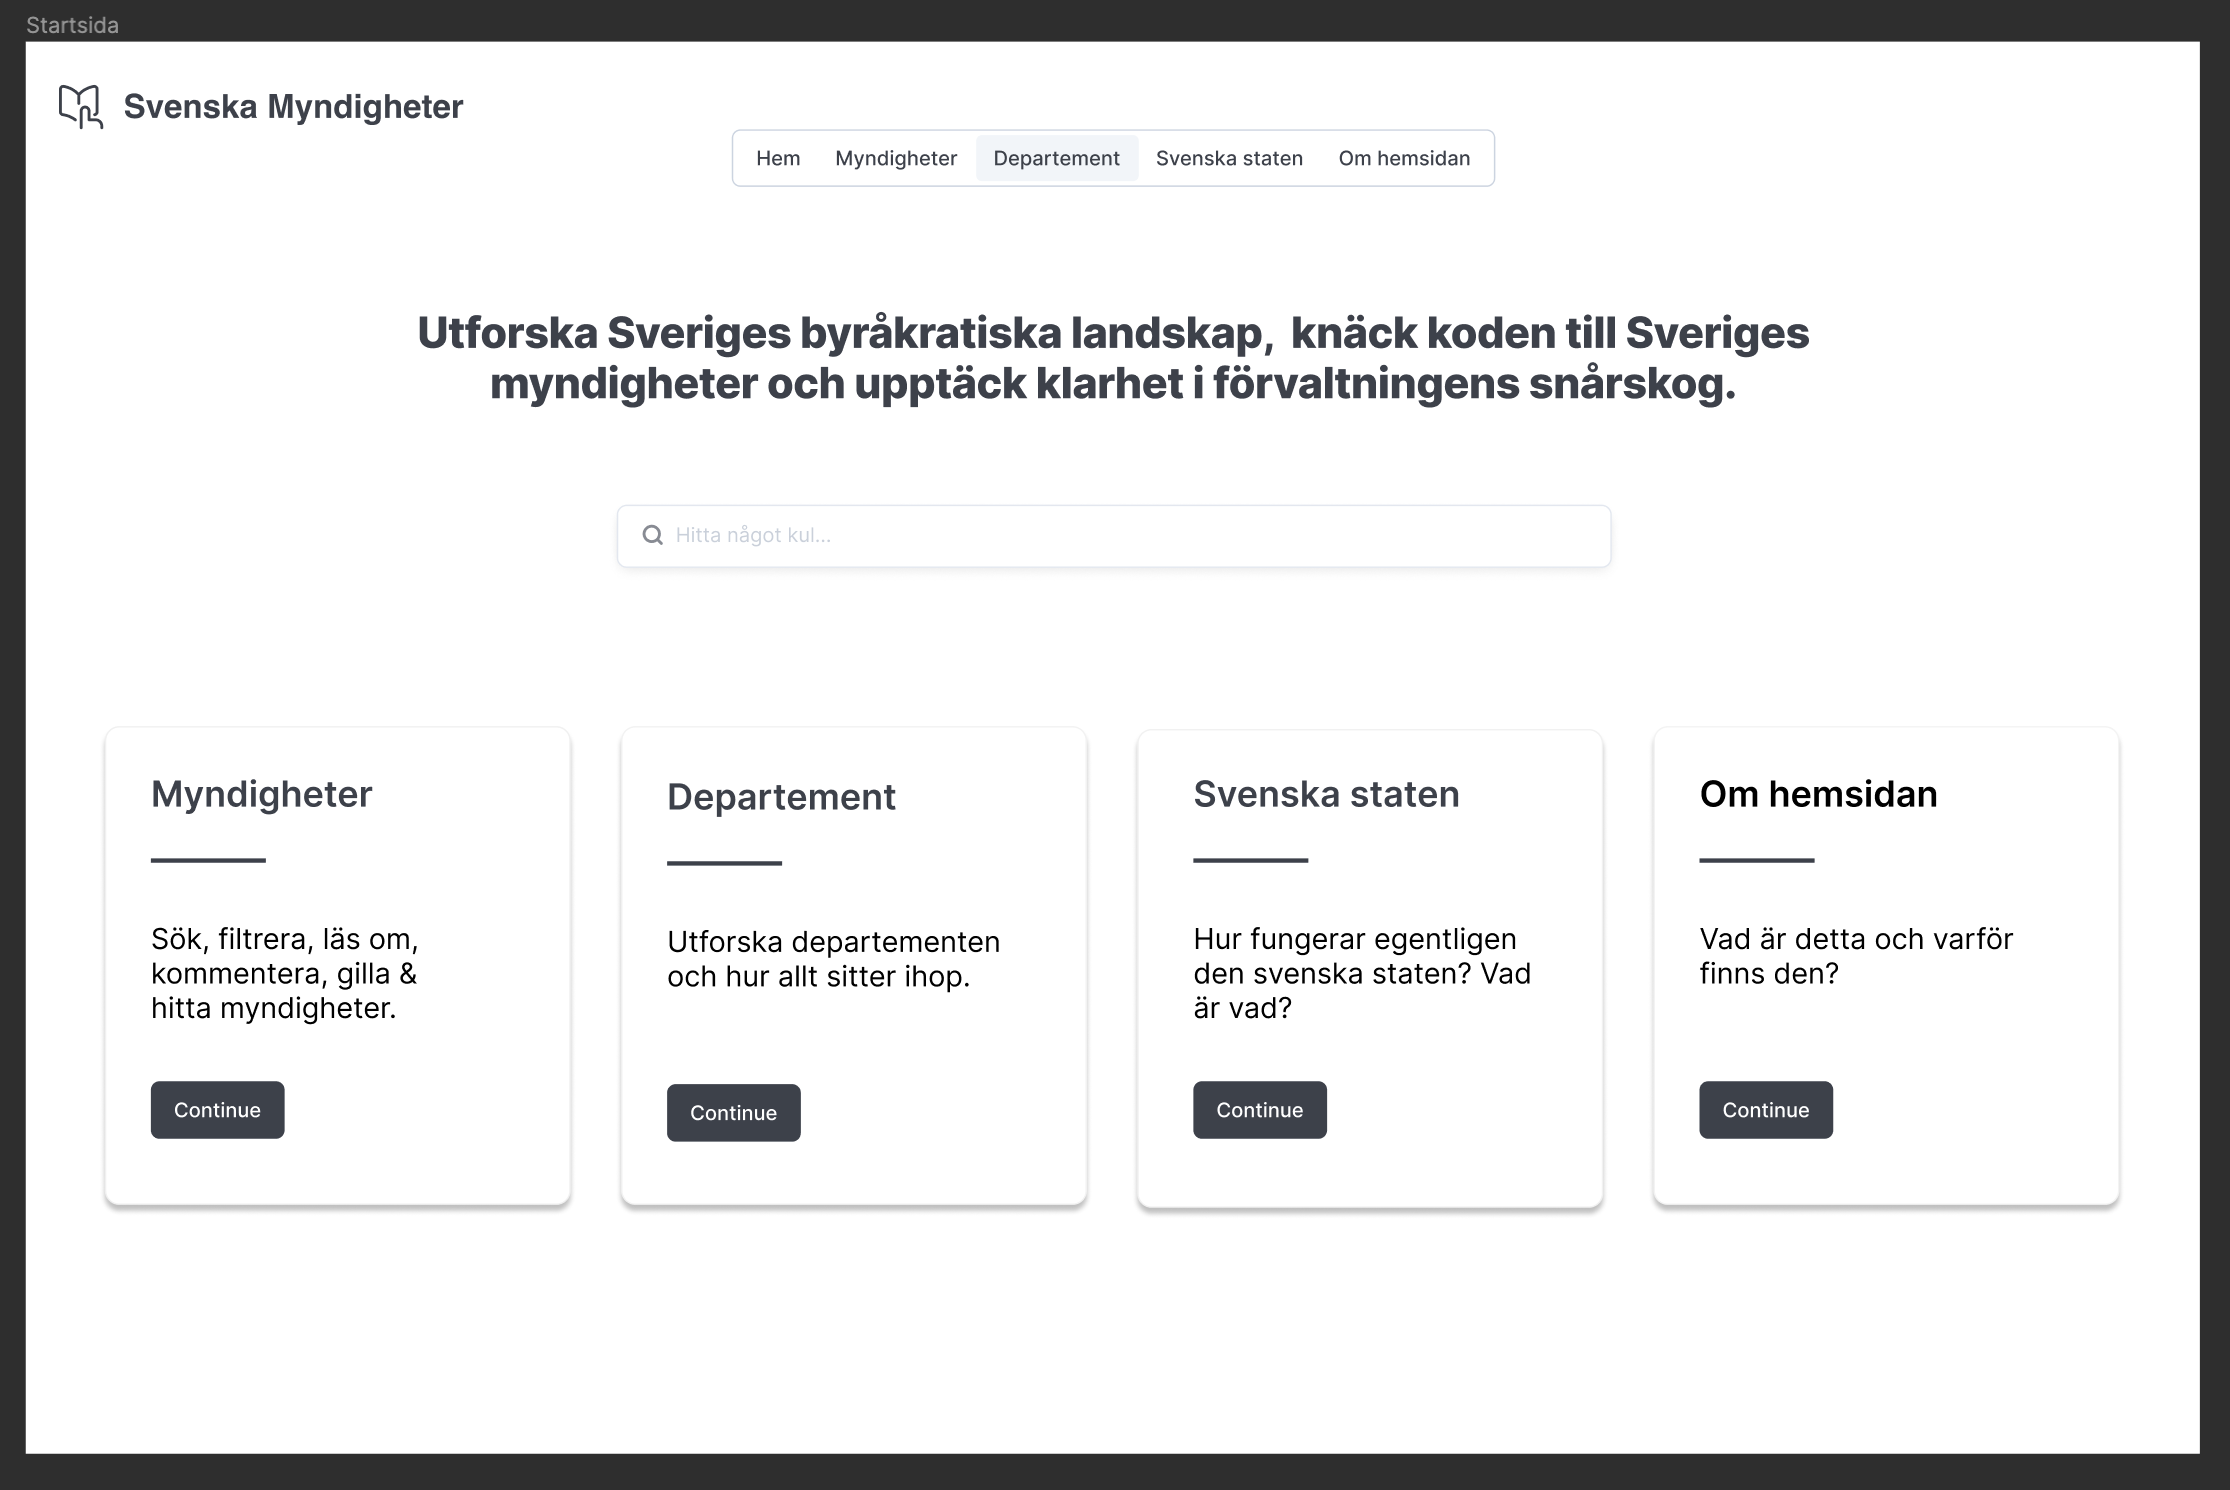 Startsida
Svenska Myndigheter
Hem Myndigheter Departement Svenska staten Om hemsidan
Utforska Sveriges byråkratiska landskap,  knäck koden till Sveriges
myndigheter och upptäck klarhet i förvaltningens snårskog.
Hitta något kul...
Myndigheter
Sök, filtrera, läs om,
kommentera, gilla &
hitta myndigheter.
Continue
Departement
Utforska departementen
och hur allt sitter ihop.
Continue
Svenska staten
Hur fungerar egentligen
den svenska staten? Vad
är vad?
Continue
Om hemsidan
Vad är detta och varför
finns den?
Continue